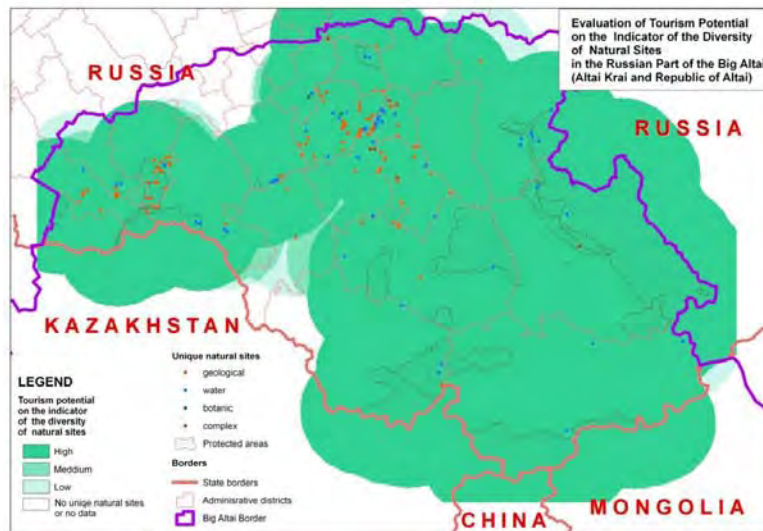 Evaluation of Tourism Potential
on the Indicator of the Diversity
of Natural Sites
in the Russian Part of the Big Altai
(Altai Krai and Republic of Altai)
RUSSIA
RUSSIA
KAZAKHSTAN
CHINA
MONGOLIA
LEGEND
Tourism potential
on the indicator
of the diversity
of natural sites
High
Meddium
Low
No uniqe natural sites
or no data
Unique natural sites
geological
water
botanic
complex
Protected areas
Borders
State borders
Adminisrative districts
Big Altai Border